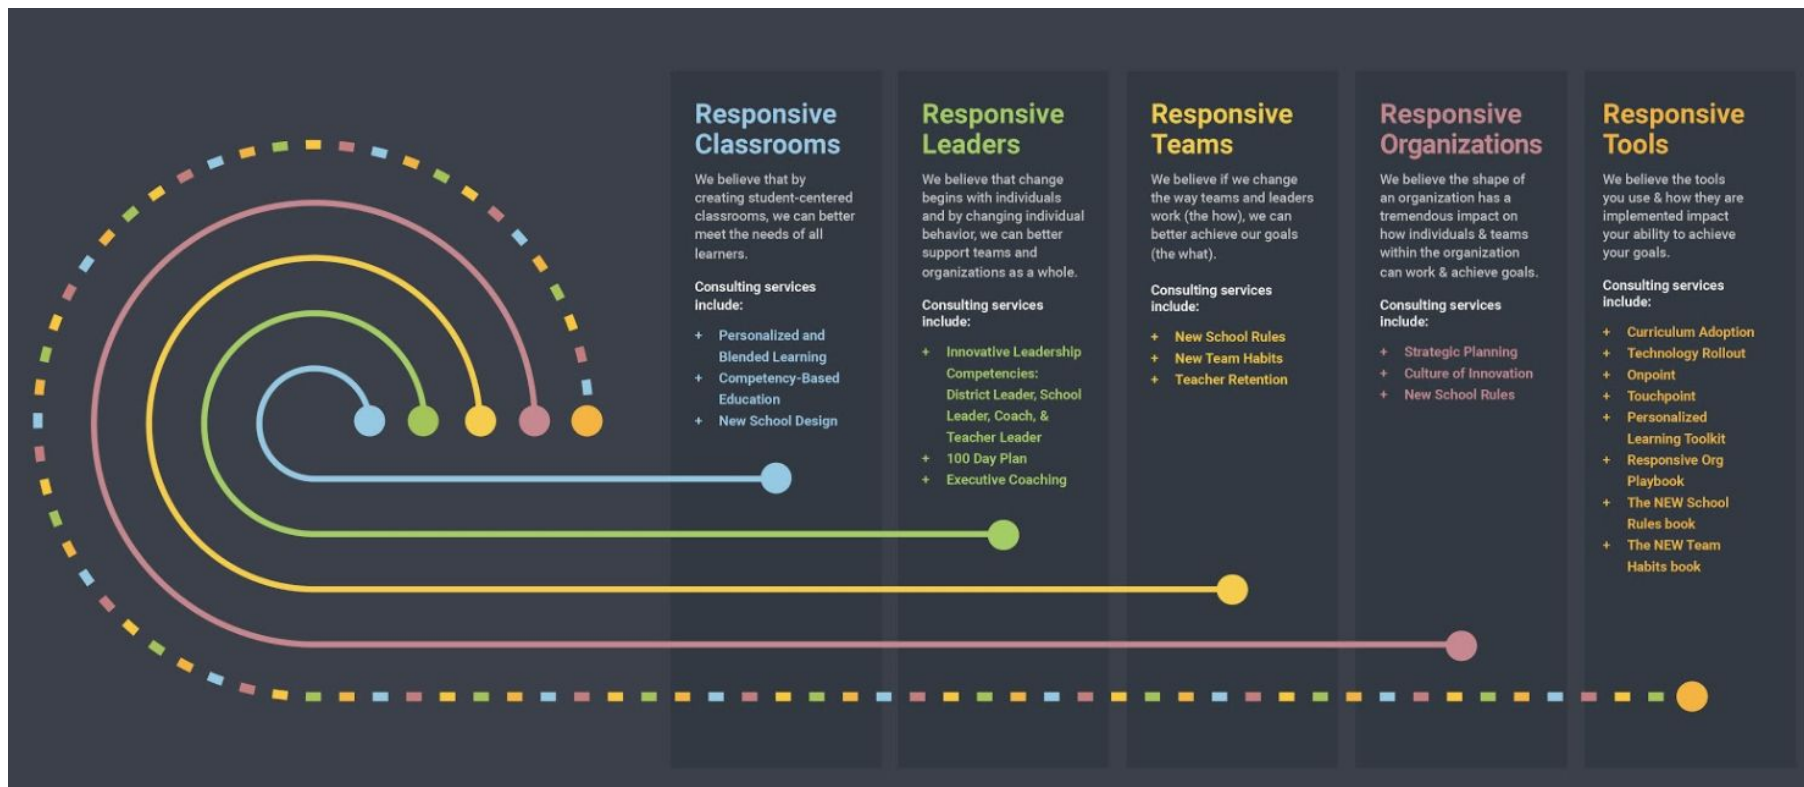 Responsive
Classrooms
We believe that by
creating student-centered
classrooms, we can better
meet the needs of all
learners.
Consulting services
include:
+ Personalized and
Blended Learning
+ Competency-Based
Education
+ New School Design
Responsive
Leaders
We believe that change
begins with individuals
and by changing individual
behavior, we can better
support teams and
organizations as a whole.
Consulting services
include:
+ Innovative Leadership
Competencies:
District Leader, School
Leader, Coach, &
Teacher Leader
+ 100 Day Plan
+ Executive Coaching
Responsive
Teams
We believe if we change
the way teams and leaders
work (the how), we can
better achieve our goals
(the what).
Consulting services
include:
+ New School Rules
+ New Team Habits
+ Teacher Retention
Responsive
Organizations
We believe the shape of
an organization has a
tremendous impact on
how individuals & teams
within the organization
can work & achieve goals.
Consulting services
include:
+ Strategic Planning
+ Culture of Innovation
+ New School Rules
Responsive
Tools
We believe the tools
you use & how they are
implemented impact
your ability to achieve
your goals.
Consulting services
include:
+ Curriculum Adoption
+ Technology Rollout
+ Onpoint
+ Touchpoint
+ Personalized
Learning Toolkit
+ Responsive Org
Playbook
+ The NEW School
Rules book
+ The NEW Team
Habits book